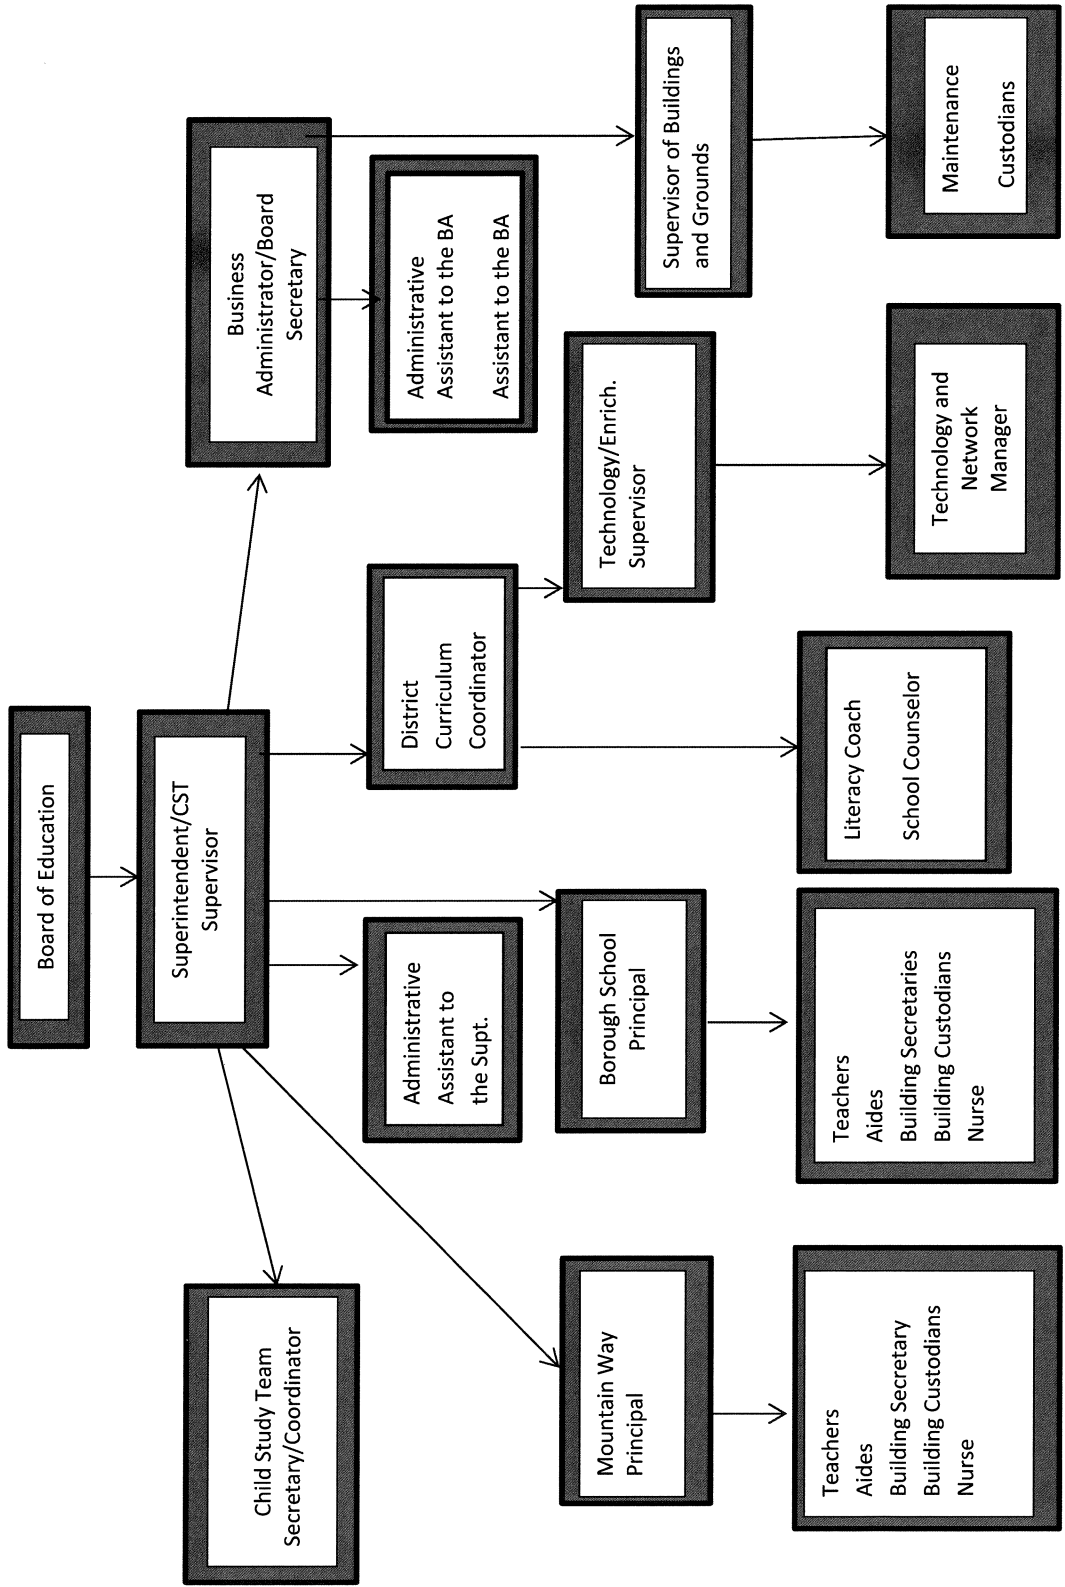 Board of Education
Superintendent/CST
Supervisor
Child Study Team
Secretary/Coordinator
Business
Administrator/Board
Secretary
Administrative
Assistant to
the Supt.
District
Curriculum
Coordinator
Administrative
Assistant to the BA
Assistant to the BA
Mountain Way
Principal
Borough School
Principal
Technology/Enrich.
Supervisor
Supervisor of Buildings
and Grounds
Teachers
Aides
Building Secretary
Building Custodians
Nurse
Teachers
Aides
Building Secretaries
Building Custodians
Nurse
Literacy Coach
School Counselor
Technology and
Network
Manager
Maintenance
Custodians